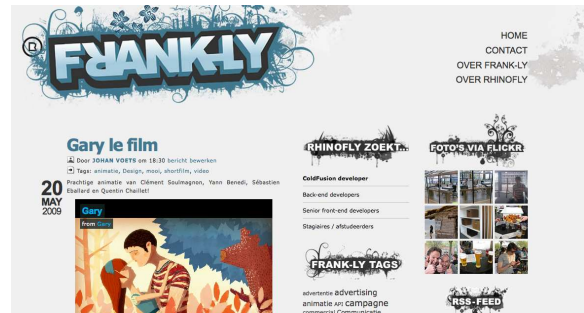 FRANK-LY
HOME
CONTACT
OVER FRANK-LY
OVER RHINOFLY
Gary le film
Door JOHAN VOETS om 18:30 bericht bewerken
Tags: animatie, Design, mooi, shortfilm, video
20
MAY
2009
Prachtige animatie van Clément Soulmagnon, Yann Benedi, Sébastien
Eballard en Quentin Chaillet!
Gary
from Gary
RHINOFLY ZOEKT...
ColdFusion developer
Back-end developers
Senior front-end developers
Stagiaires / afstudeerders
FRANK-LY TAGS
advertentie advertising
animatie API campagne
commercial Communicatie
FOTO'S VIA FLICKR
RSS-FEED